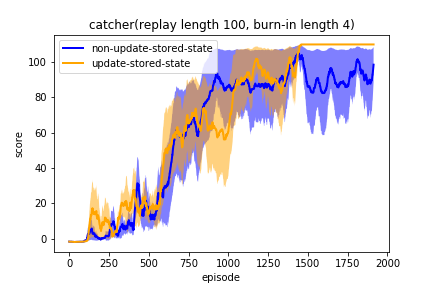 catcher(replay length 100, burn-in length 4)
non-update-stored-state
update-stored-state
score
100
80
60
40
20
0
0 250 500 750 1000 1250 1500 1750 2000
episode